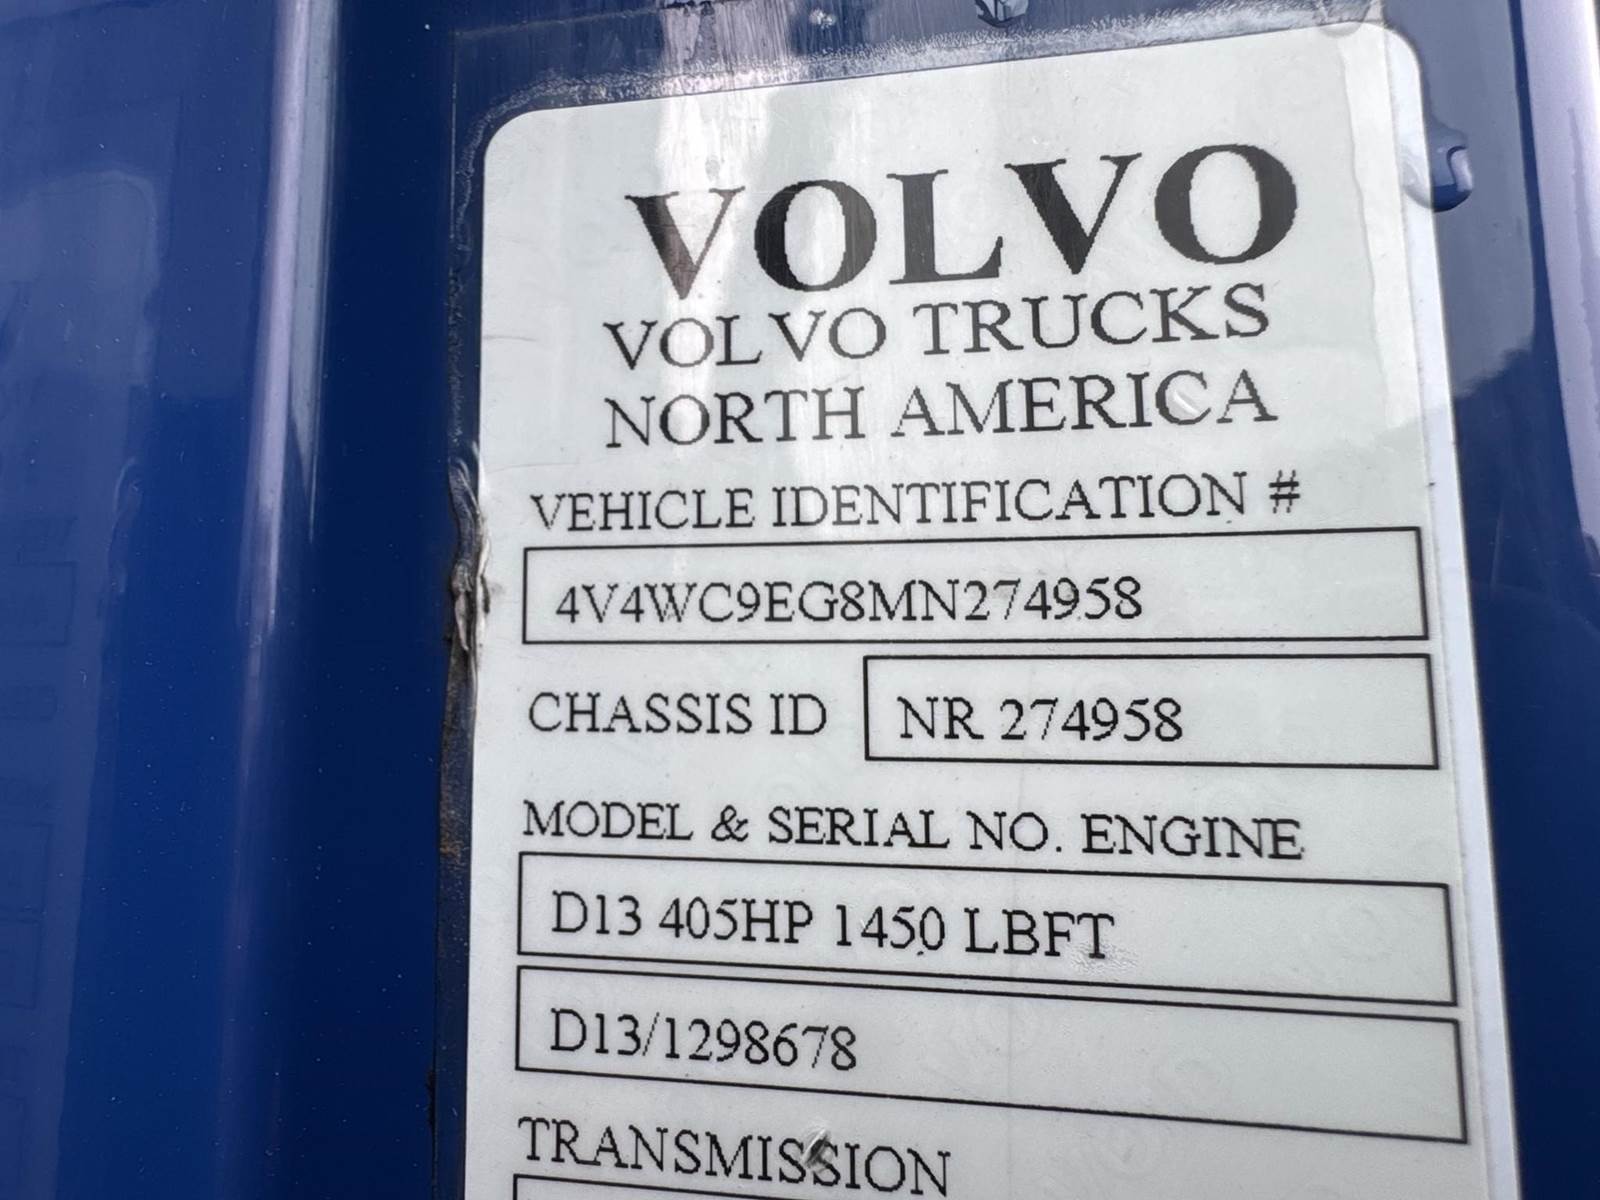 VOLVO
VOLVO TRUCKS
NORTH AMERICA
VEHICLE IDENTIFICATION #
4V4WC9EG8MN274958
CHASSIS ID NR 274958
MODEL & SERIAL NO. ENGINE
D13 405HP 1450 LBFT
D13/1298678
TRANSMISSION